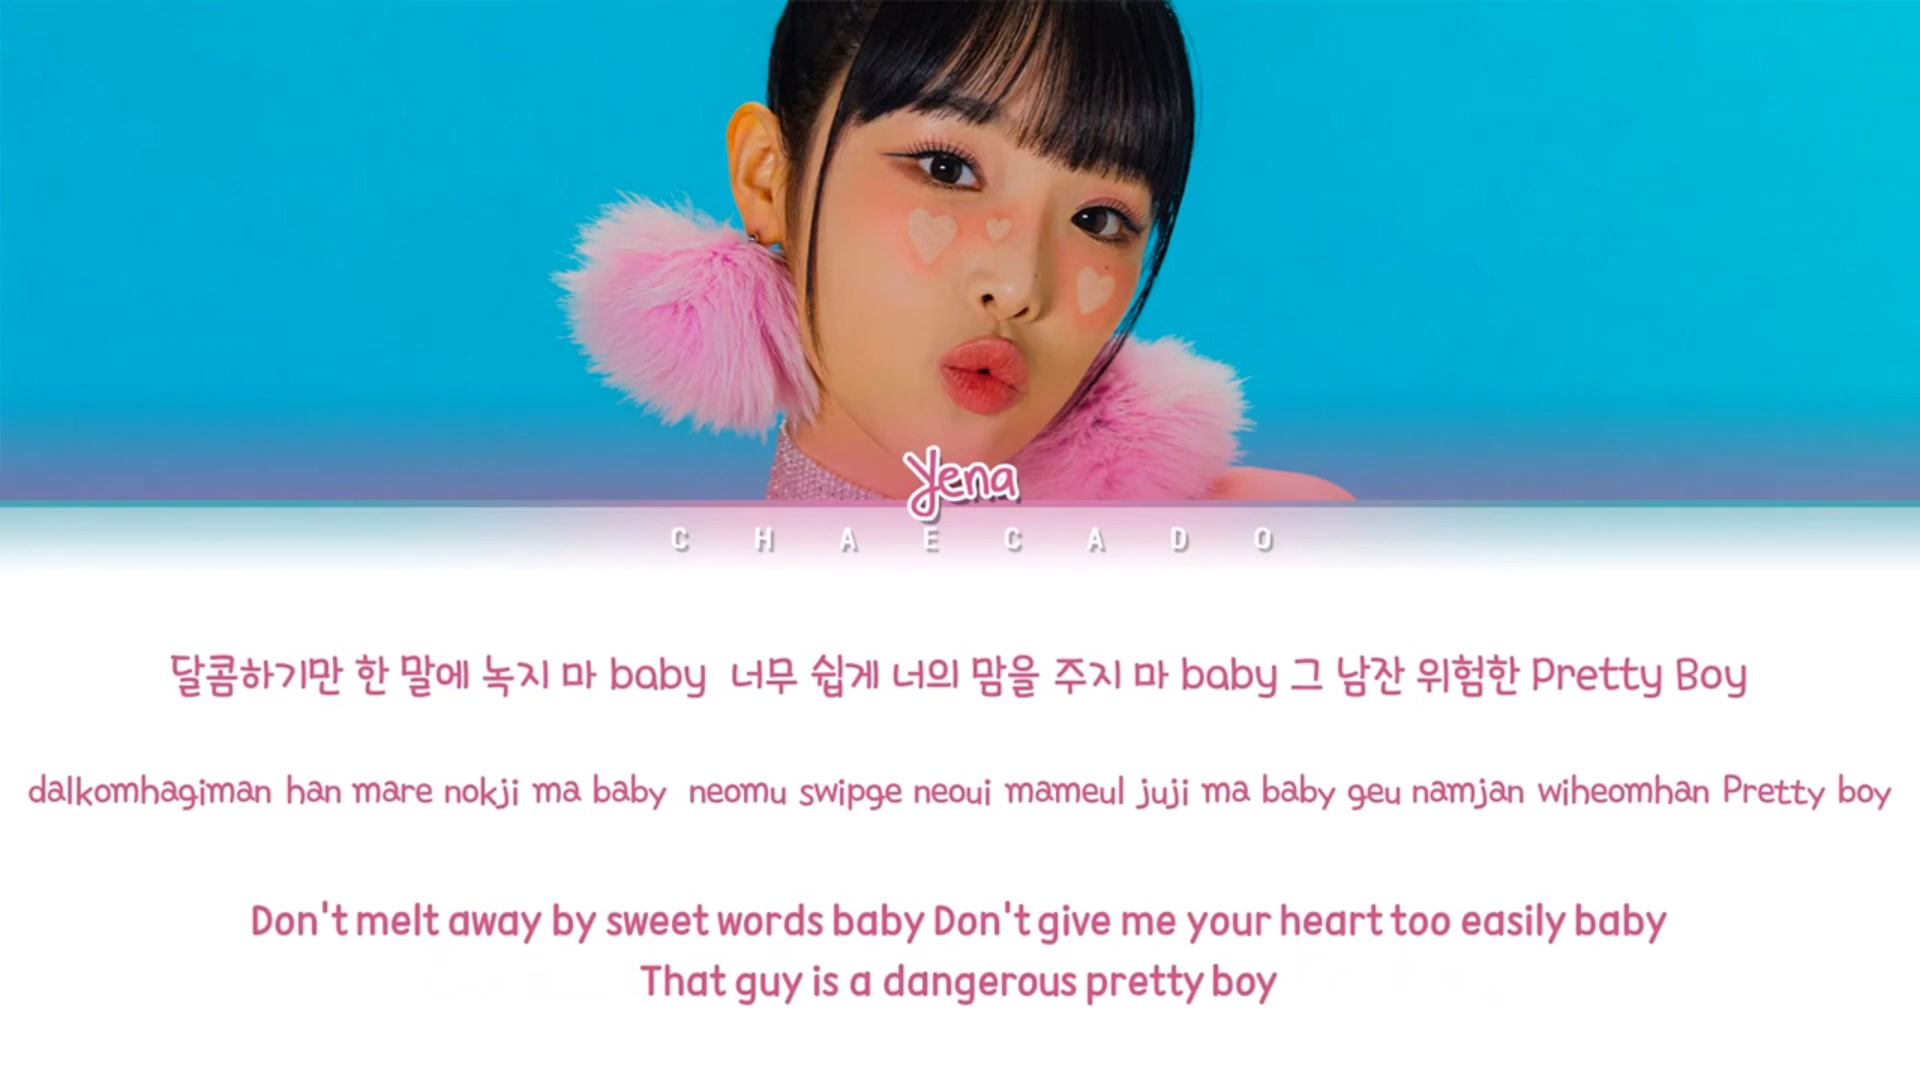 Yena
CHAECADO
달콤하기만 한 말에 녹지 마 baby 너무 쉽게 너의 맘을 주지 마 baby 그 남잔 위험한 Pretty Boy
dalkomhagiman han mare nokji ma baby neomu swipge neoui mameul juji ma baby geu namjan wiheomhan Pretty boy
Don't melt away by sweet words baby Don't give me your heart too easily baby
That guy is a dangerous pretty boy